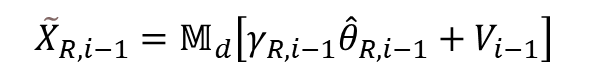 X̃_{R,i−1} = 𝕄_d[γ_{R,i−1}θ̂_{R,i−1} + V_{i−1}]